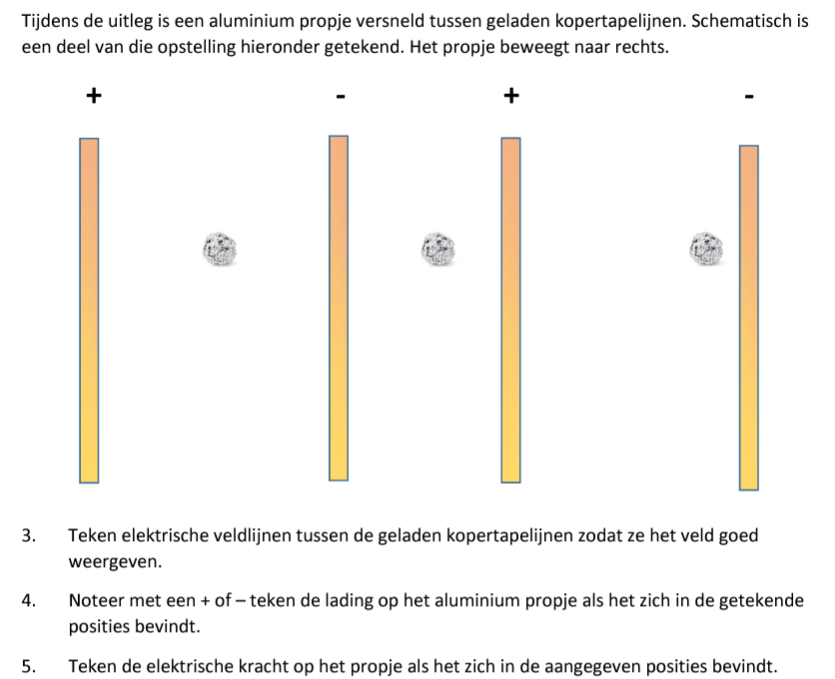 Tijdens de uitleg is een aluminium propje versneld tussen geladen kopertapelijnen. Schematisch is
een deel van die opstelling hieronder getekend. Het propje beweegt naar rechts.
+ - + -
3. Teken elektrische veldlijnen tussen de geladen kopertapelijnen zodat ze het veld goed
weergeven.
4. Noteer met een + of – teken de lading op het aluminium propje als het zich in de getekende
posities bevindt.
5. Teken de elektrische kracht op het propje als het zich in de aangegeven posities bevindt.